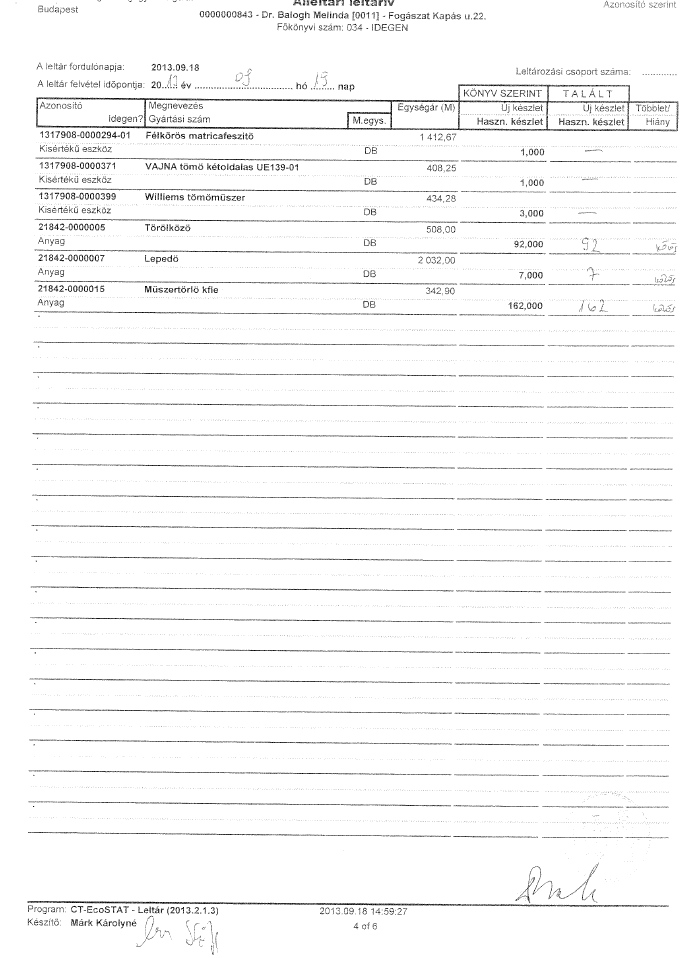 Budapest
Azonosító szerint
0000000843 - Dr. Balogh Melinda [0011] - Fogászat Kapás u.22.
Főkönyvi szám: 034 - IDEGEN
A leltár fordulónapja: 2013.09.18
Leltározási csoport száma: ............
A leltár felvétel időpontja: 2013 év 09 hó 19 nap
KÖNYV SZERINT TALÁLT
Azonosító Megnevezés Egységár (M) Új készlet Új készlet Többlet/
Idegen? Gyártási szám M.egys. Haszn. készlet Haszn. készlet Hiány
1317908-0000294-01 Félkörös matricafeszítő 1 412,67
Kisértékű eszköz DB 1,000 —
1317908-0000371 VAJNA tömő kétoldalas UE139-01 408,25
Kisértékű eszköz DB 1,000 —
1317908-0000399 Williems tömőműszer 434,28
Kisértékű eszköz DB 3,000 —
21842-0000005 Törölköző 508,00
Anyag DB 92,000 92
21842-0000007 Lepedő 2 032,00
Anyag DB 7,000 7
21842-0000015 Műszertörlő kfie 342,90
Anyag DB 162,000 162
Program: CT-EcoSTAT - Leltár (2013.2.1.3) 2013.09.18 14:59:27
Készítő: Márk Károlyné 4 of 6